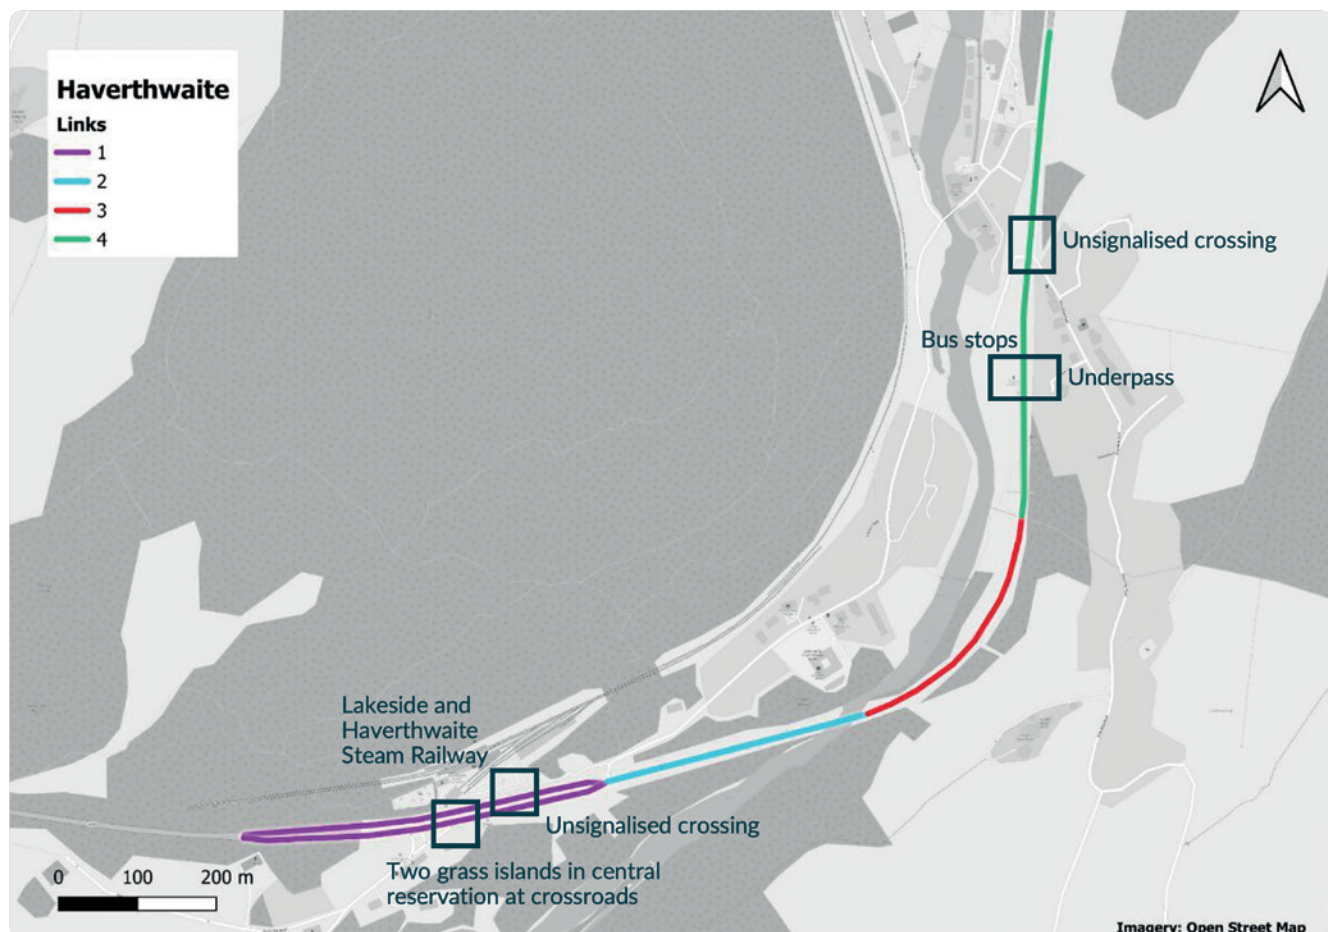 Haverthwaite
Links
1
2
3
4
Unsignalised crossing
Bus stops
Underpass
Lakeside and
Haverthwaite
Steam Railway
Unsignalised crossing
Two grass islands in central
reservation at crossroads
0 100 200 m
Imagery: Open Street Map